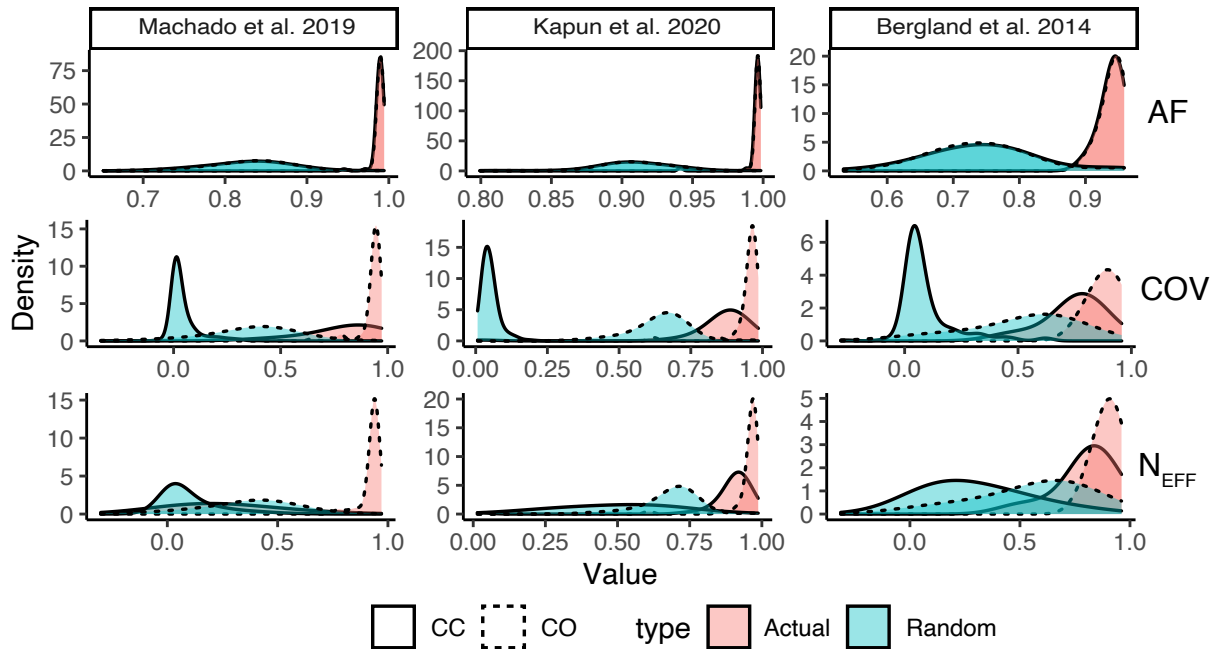 Machado et al. 2019 Kapun et al. 2020 Bergland et al. 2014
75 50 25 0
0.7 0.8 0.9 1.0
200 150 100 50 0
0.80 0.85 0.90 0.95 1.00
20 15 10 5 0
0.6 0.7 0.8 0.9
AF
Density
15 10 5 0
0.0 0.5 1.0
15 10 5 0
0.00 0.25 0.50 0.75 1.00
6 4 2 0
0.0 0.5 1.0
COV
15 10 5 0
0.0 0.5 1.0
20 15 10 5 0
0.00 0.25 0.50 0.75 1.00
5 4 3 2 1 0
0.0 0.5 1.0
N_EFF
Value
CC CO type Actual Random